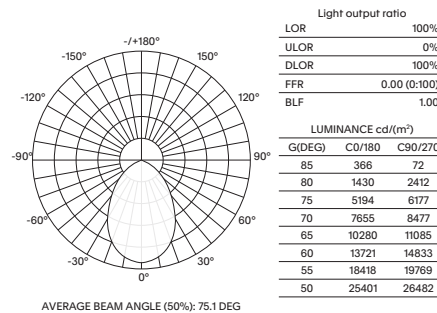 -/+180°
-150° 150°
-120° 120°
-90° 90°
-60° 60°
-30° 30°
0°
AVERAGE BEAM ANGLE (50%): 75.1 DEG
Light output ratio
LOR 100%
ULOR 0%
DLOR 100%
FFR 0.00 (0:100)
BLF 1.00
LUMINANCE cd/(m²)
G(DEG) C0/180 C90/270
85 366 72
80 1430 2412
75 5194 6177
70 7655 8477
65 10280 11085
60 13721 14833
55 18418 19769
50 25401 26482